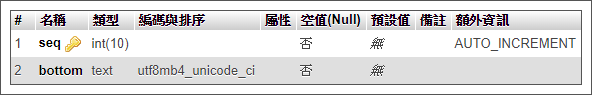 # 名稱 類型 編碼與排序 屬性 空值(Null) 預設值 備註 額外資訊
1 seq int(10) 否 無 AUTO_INCREMENT
2 bottom text utf8mb4_unicode_ci 否 無